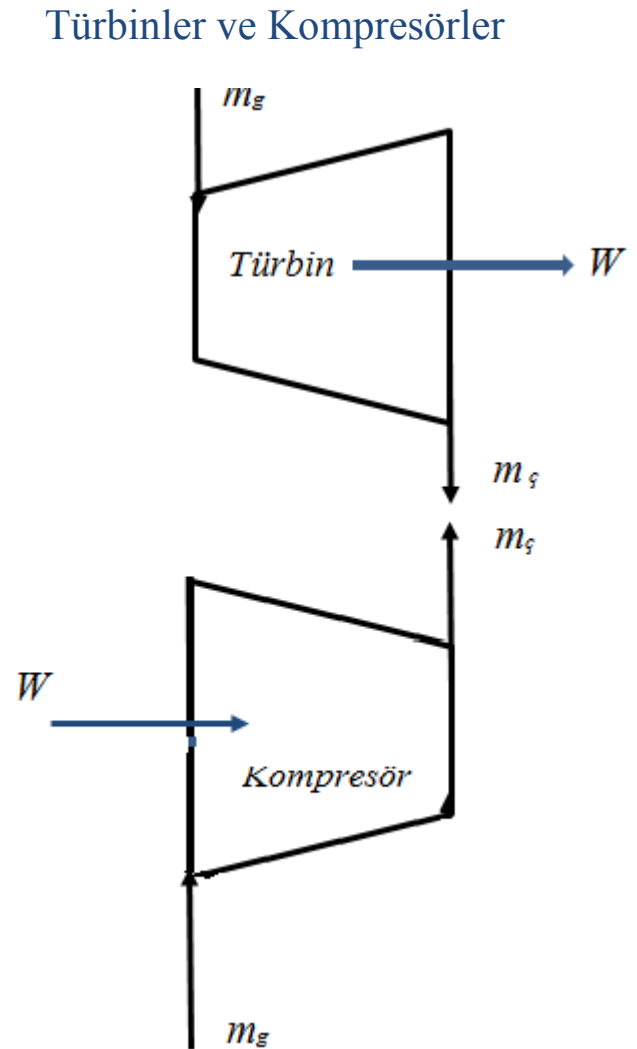 Türbinler ve Kompresörler
mg
Türbin
W
mç
mç
W
Kompresör
mg